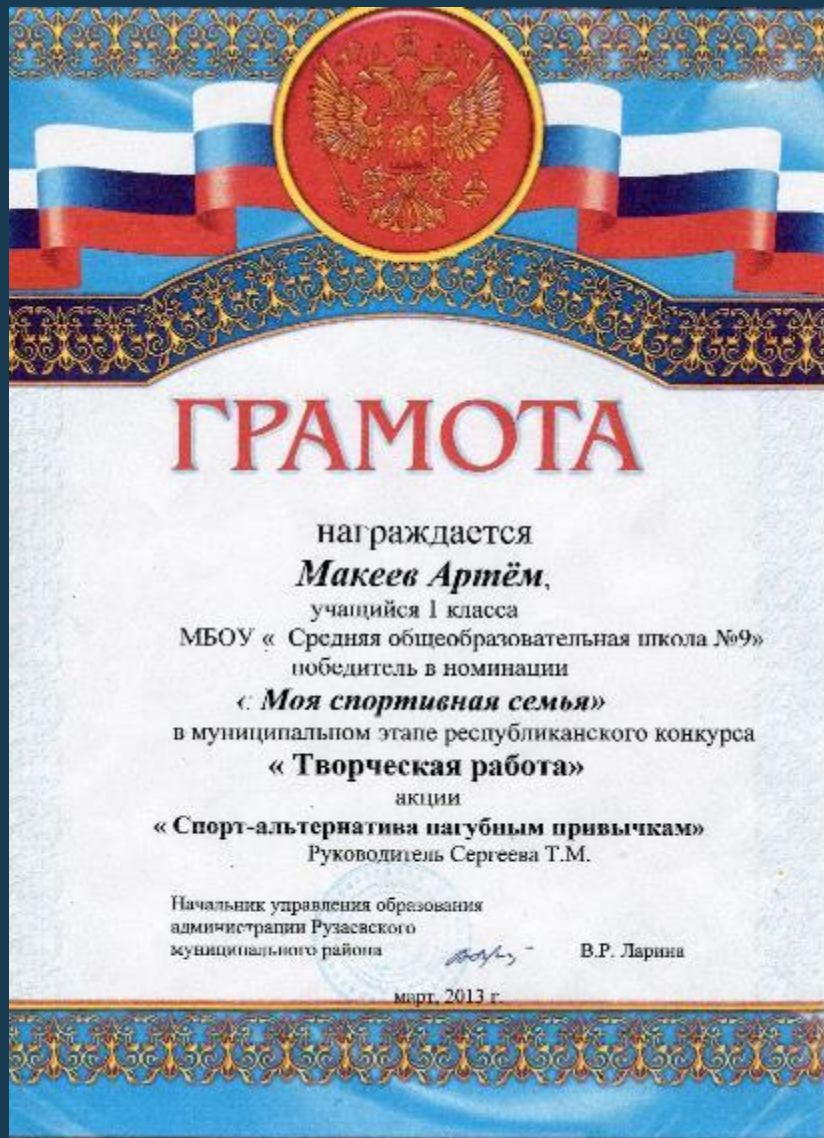 ГРАМОТА
награждается
Макеев Артём,
учащийся 1 класса
МБОУ « Средняя общеобразовательная школа №9»
победитель в номинации
« Моя спортивная семья»
в муниципальном этапе республиканского конкурса
« Творческая работа»
акции
« Спорт-альтернатива пагубным привычкам»
Руководитель Сергеева Т.М.
Начальник управления образования
администрации Рузаевского
муниципального района В.Р. Ларина
март, 2013 г.